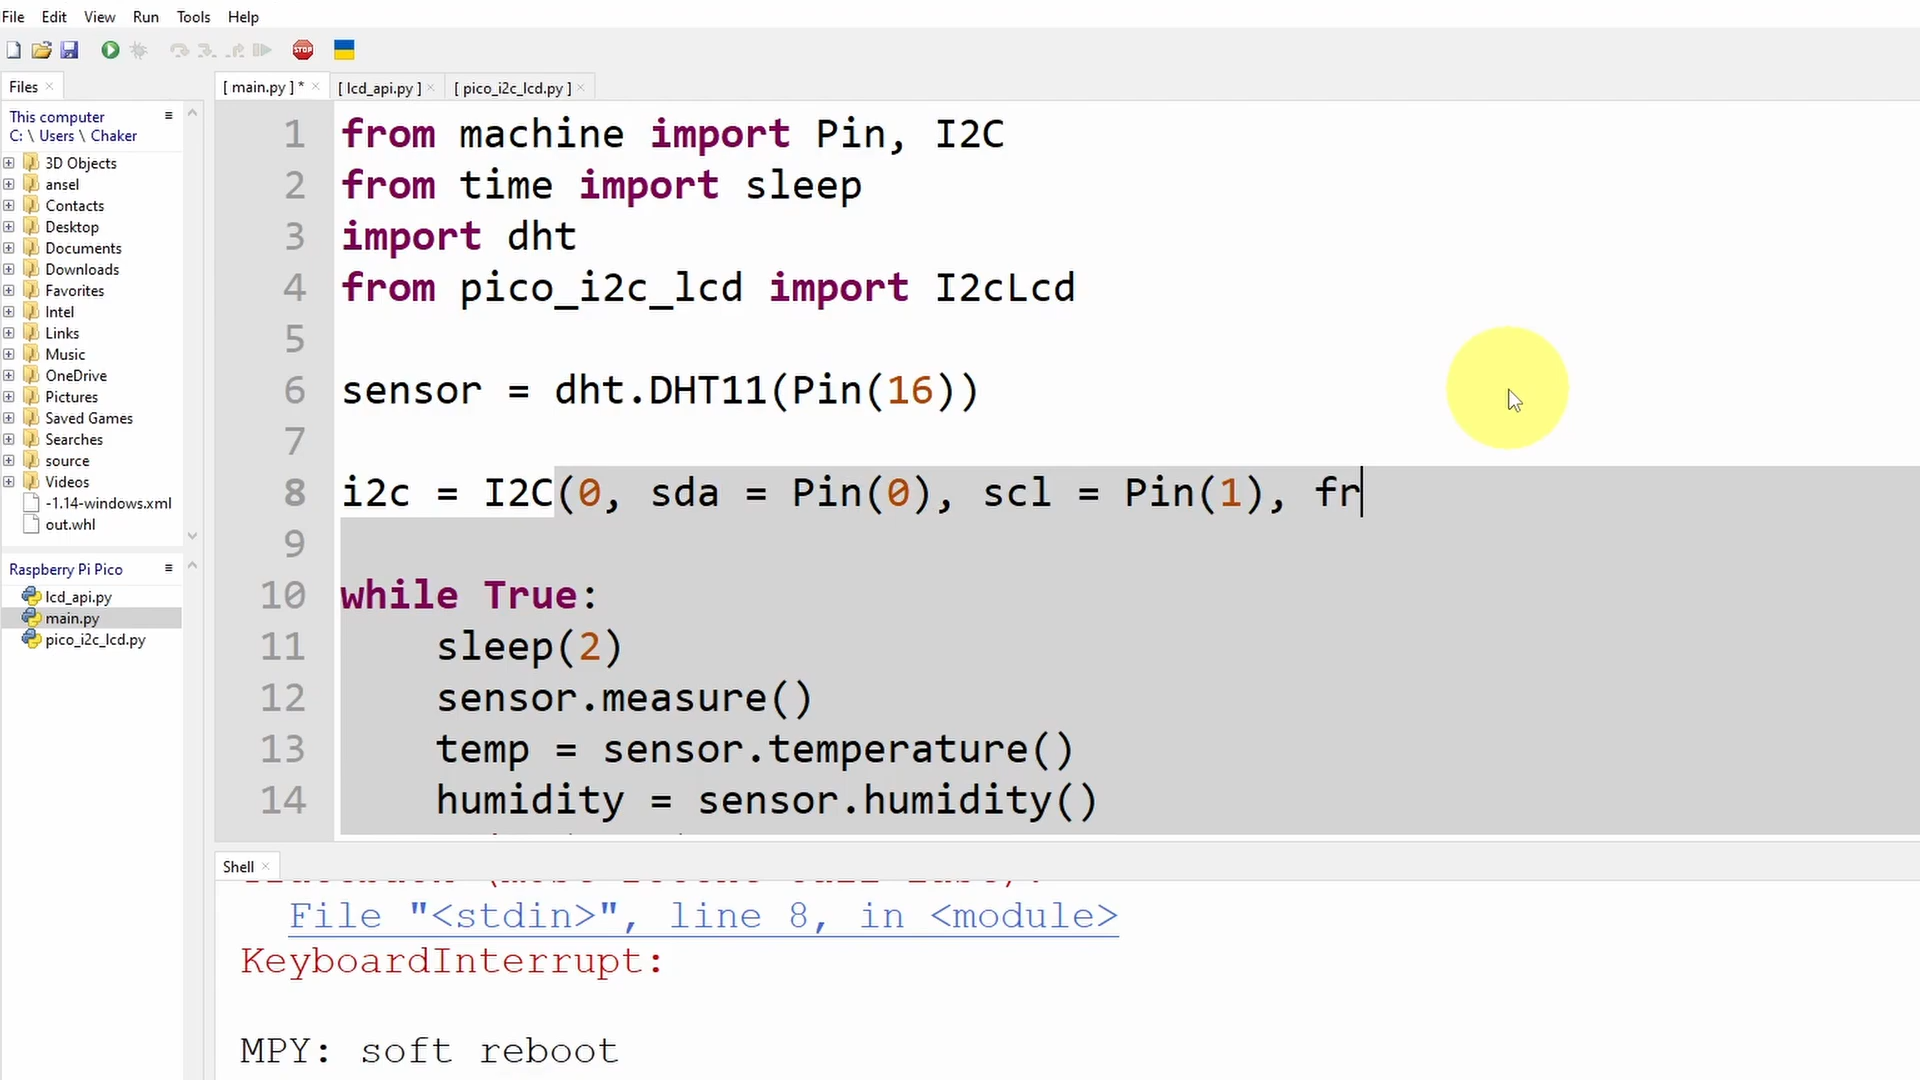 File Edit View Run Tools Help
STOP
Files
[ main.py ] *
[ lcd_api.py ]
[ pico_i2c_lcd.py ]
This computer
C: \ Users \ Chaker
3D Objects
ansel
Contacts
Desktop
Documents
Downloads
Favorites
Intel
Links
Music
OneDrive
Pictures
Saved Games
Searches
source
Videos
-1.14-windows.xml
out.whl
Raspberry Pi Pico
lcd_api.py
main.py
pico_i2c_lcd.py
1 from machine import Pin, I2C
2 from time import sleep
3 import dht
4 from pico_i2c_lcd import I2cLcd
5
6 sensor = dht.DHT11(Pin(16))
7
8 i2c = I2C(0, sda = Pin(0), scl = Pin(1), fr
9
10 while True:
11 sleep(2)
12 sensor.measure()
13 temp = sensor.temperature()
14 humidity = sensor.humidity()
Shell
File "<stdin>", line 8, in <module>
KeyboardInterrupt:
MPY: soft reboot